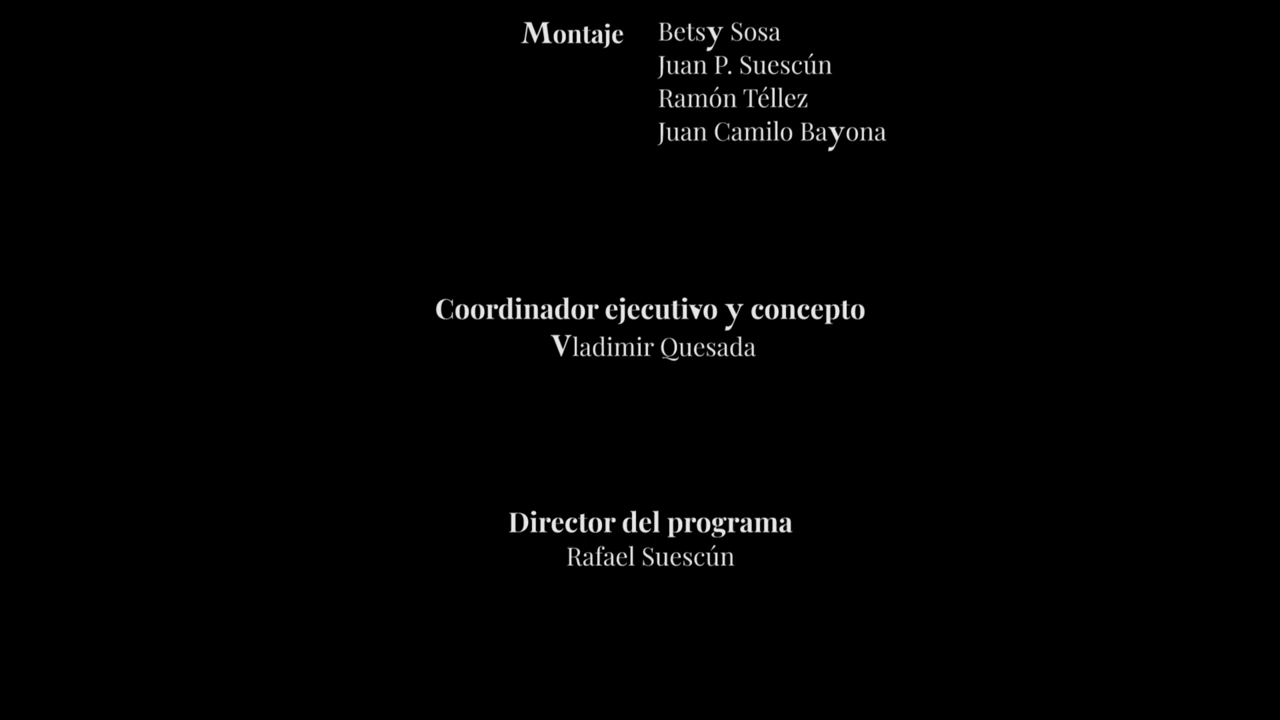 Montaje Betsy Sosa
Juan P. Suescún
Ramón Téllez
Juan Camilo Bayona
Coordinador ejecutivo y concepto
Vladimir Quesada
Director del programa
Rafael Suescún